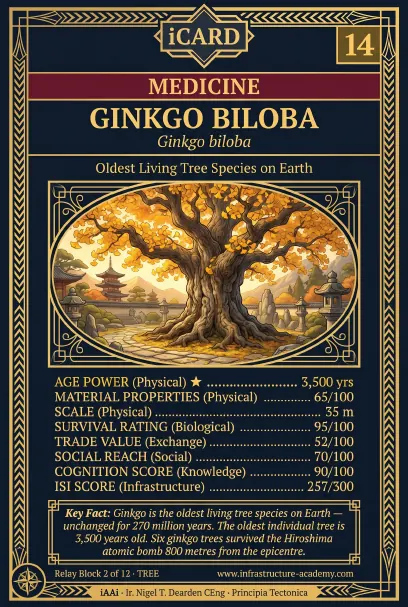 iCARD
14
MEDICINE
GINKGO BILOBA
Ginkgo biloba
Oldest Living Tree Species on Earth
AGE POWER (Physical) ★ ........................ 3,500 yrs
MATERIAL PROPERTIES (Physical) ............ 65/100
SCALE (Physical) ........................................ 35 m
SURVIVAL RATING (Biological) ................ 95/100
TRADE VALUE (Exchange) ........................ 52/100
SOCIAL REACH (Social) ............................ 70/100
COGNITION SCORE (Knowledge) ............. 90/100
ISI SCORE (Infrastructure) ..................... 257/300
Key Fact: Ginkgo is the oldest living tree species on Earth —
unchanged for 270 million years. The oldest individual tree is
3,500 years old. Six ginkgo trees survived the Hiroshima
atomic bomb 800 metres from the epicentre.
Relay Block 2 of 12 · TREE www.infrastructure-academy.com
iAAi · Ir. Nigel T. Dearden CEng · Principia Tectonica